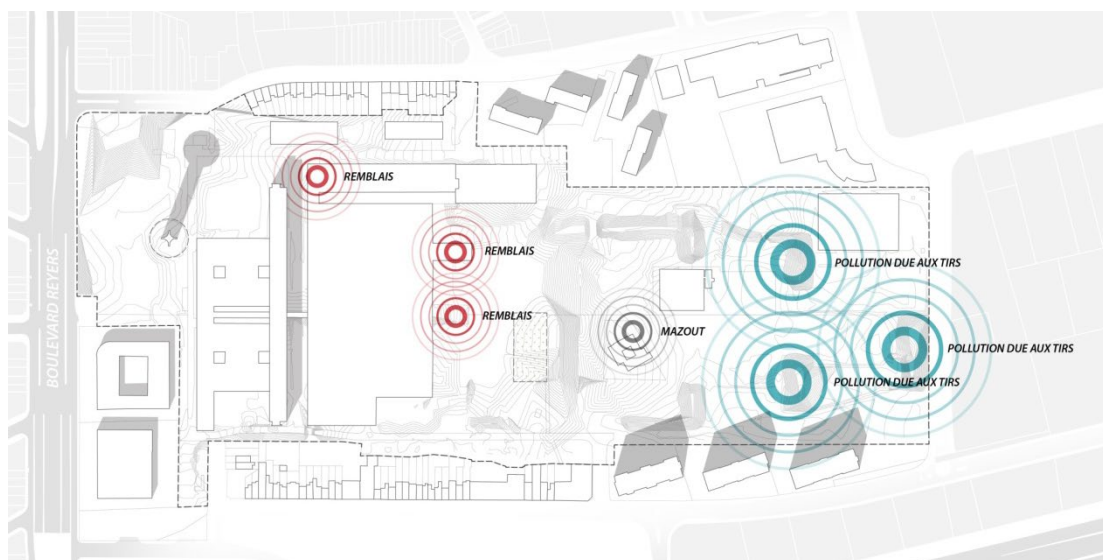 REMBLAIS
REMBLAIS
POLLUTION DUE AUX TIRS
REMBLAIS
MAZOUT
POLLUTION DUE AUX TIRS
POLLUTION DUE AUX TIRS
BOULEVARD REYERS